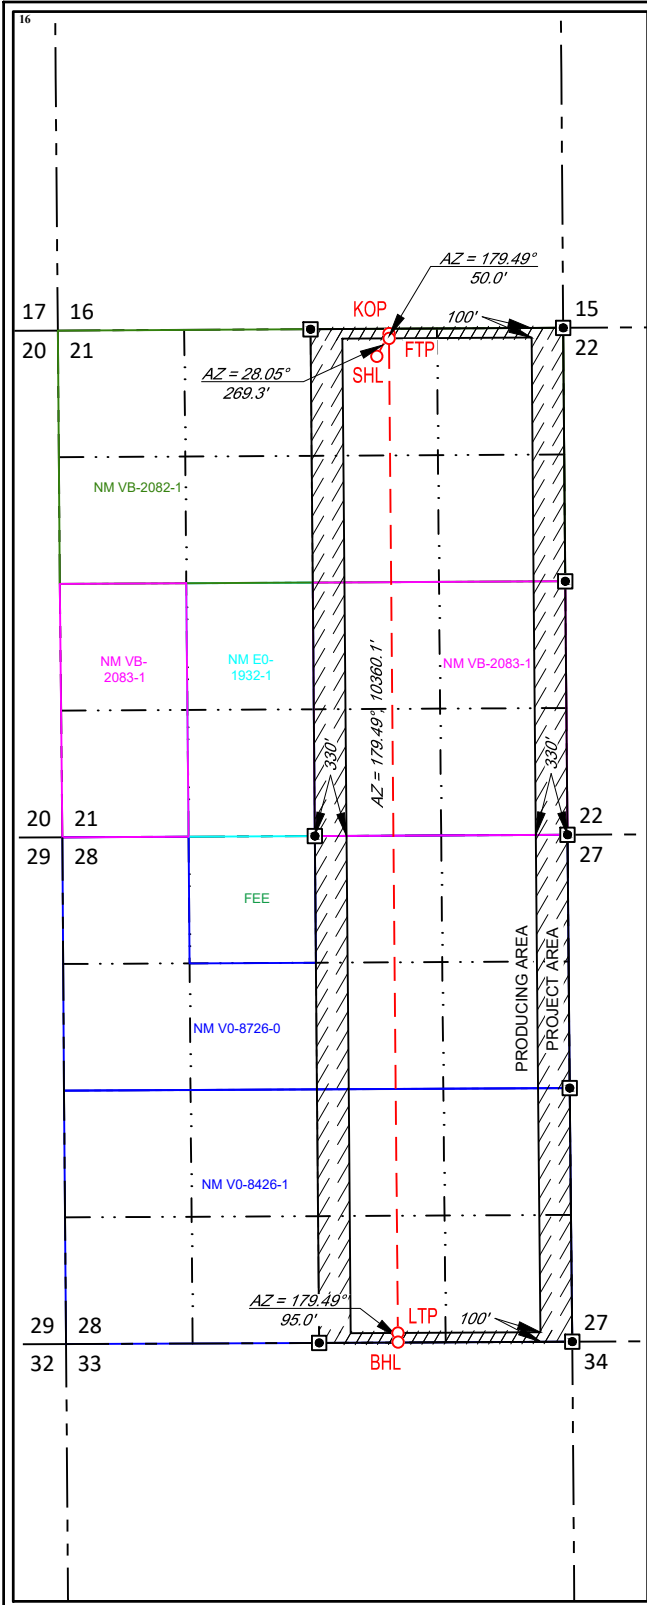 16
AZ = 179.49°
50.0'
KOP
100'
17 16
15
20 21
22
FTP
AZ = 28.05°
269.3'
SHL
NM VB-2082-1
NM VB-
2083-1
NM E0-
1932-1
NM VB-2083-1
AZ = 179.49°, 10360.1'
330'
330'
20 21
22
29 28
27
FEE
PRODUCING AREA
PROJECT AREA
NM V0-8726-0
NM V0-8426-1
AZ = 179.49°
95.0'
LTP
100'
29 28
27
32 33
34
BHL